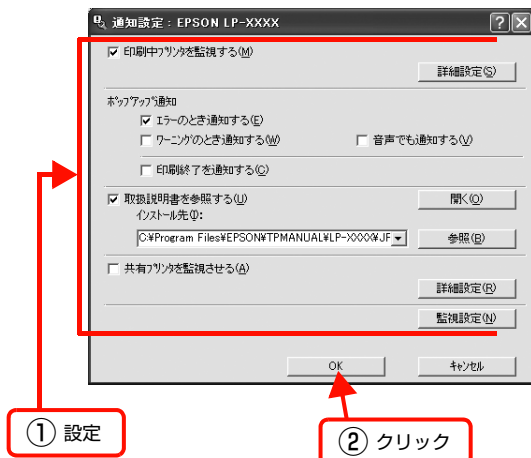 通知設定：EPSON LP-XXXX
印刷中プリンタを監視する(M)
詳細設定(S)
ポップアップ通知
エラーのとき通知する(E)
ワーニングのとき通知する(W)
音声でも通知する(V)
印刷終了を通知する(C)
取扱説明書を参照する(U)
開く(O)
インストール先(I):
C:¥Program Files¥EPSON¥TPMANUAL¥LP-XXXX¥JF
参照(B)
共有プリンタを監視させる(A)
詳細設定(R)
監視設定(N)
OK
キャンセル
① 設定
② クリック